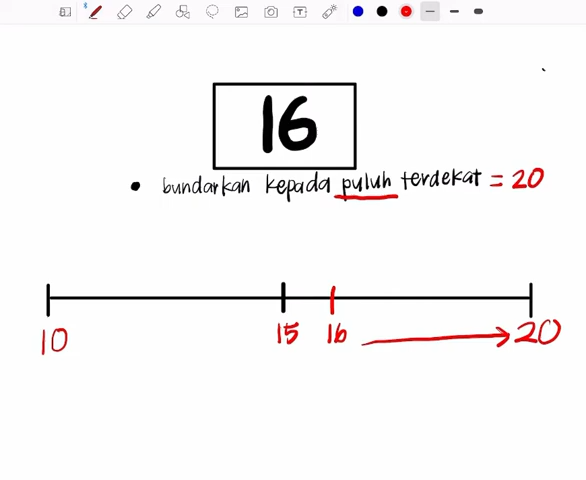 16
• bundarkan kepada puluh terdekat = 20
10 15 16 20